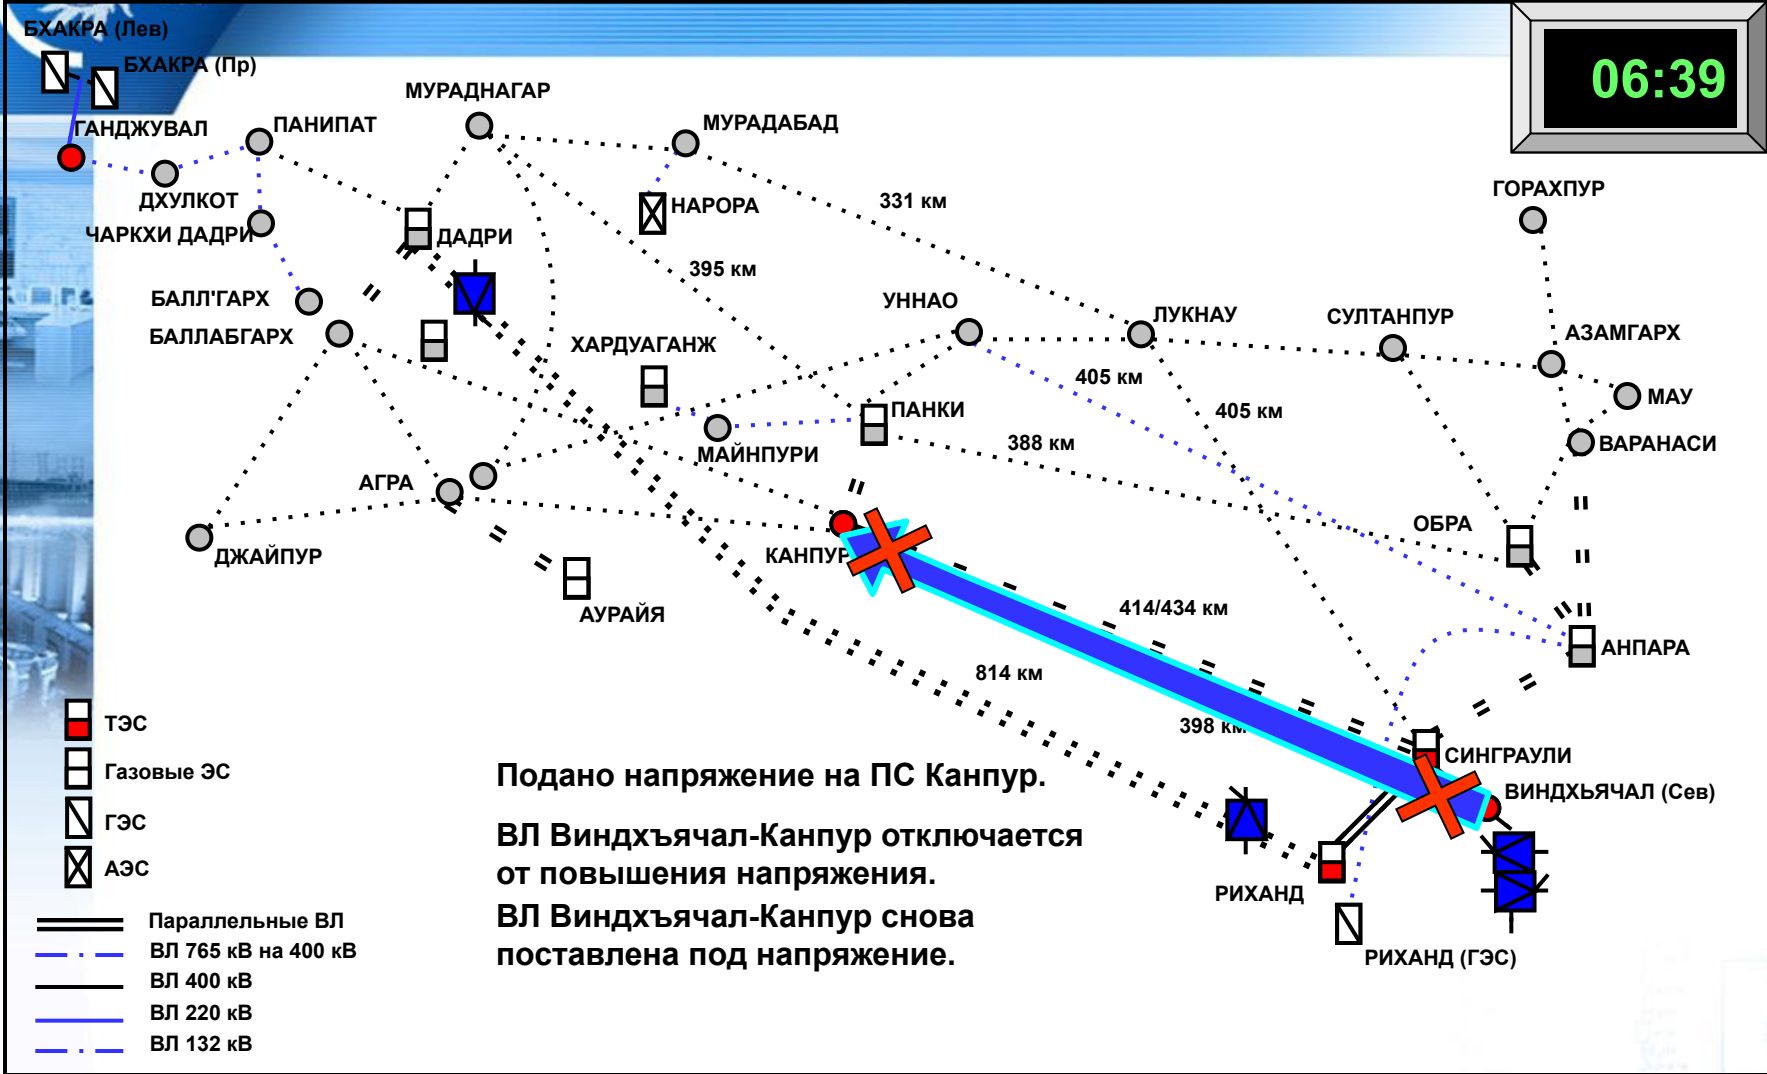 БХАКРА (Лев)
БХАКРА (Пр)
06:39
МУРАДНАГАР
ГАНДЖУВАЛ
ПАНИПАТ
МУРАДАБАД
ДХУЛКОТ
НАРОРА
331 км
ГОРАХПУР
ЧАРКХИ ДАДРИ
ДАДРИ
395 км
БАЛЛ'ГАРХ
УННАО
ЛУКНАУ
СУЛТАНПУР
АЗАМГАРХ
БАЛЛАБГАРХ
ХАРДУАГАНЖ
405 км
МАУ
ПАНКИ
405 км
388 км
ВАРАНАСИ
МАЙНПУРИ
АГРА
ОБРА
ДЖАЙПУР
КАНПУР
АУРАЙЯ
414/434 км
АНПАРА
814 км
398 км
ТЭС
СИНГРАУЛИ
Газовые ЭС
Подано напряжение на ПС Канпур.
ВИНДХЬЯЧАЛ (Сев)
ГЭС
ВЛ Виндхъячал-Канпур отключается
от повышения напряжения.
АЭС
РИХАНД
ВЛ Виндхъячал-Канпур снова
поставлена под напряжение.
РИХАНД (ГЭС)
Параллельные ВЛ
ВЛ 765 кВ на 400 кВ
ВЛ 400 кВ
ВЛ 220 кВ
ВЛ 132 кВ